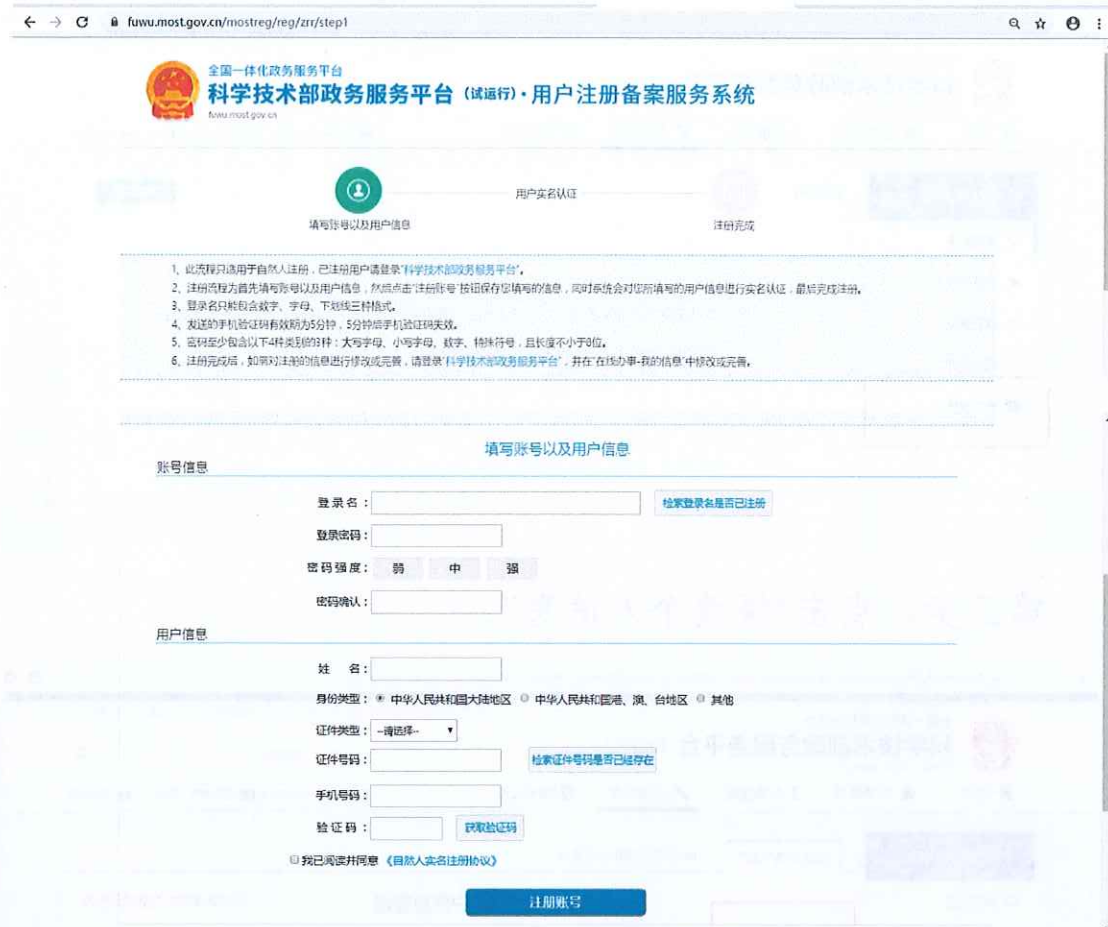 fuwu.most.gov.cn/mostreg/reg/zrr/step1
全国一体化政务服务平台
科学技术部政务服务平台（试运行）·用户注册备案服务系统
fuwu.most.gov.cn
用户实名认证
填写账号以及用户信息
注册完成
1、此流程只适用于自然人注册，已注册用户请登录"科学技术部政务服务平台"。
2、注册流程为首先填写账号以及用户信息，然后点击"注册账号"按钮保存您填写的信息，同时系统会对您所填写的用户信息进行实名认证，最后完成注册。
3、登录名只能包含数字、字母、下划线三种格式。
4、发送的手机验证码有效期为5分钟，5分钟后手机验证码失效。
5、密码至少包含以下4种类别的3种：大写字母、小写字母、数字、特殊符号，且长度不小于8位。
6、注册完成后，如需对注册的信息进行修改或完善，请登录"科学技术部政务服务平台"，并在"在线办事-我的信息"中修改或完善。
填写账号以及用户信息
账号信息
登录名： 检索登录名是否已注册
登录密码：
密码强度： 弱 中 强
密码确认：
用户信息
姓 名：
身份类型： 中华人民共和国大陆地区 中华人民共和国港、澳、台地区 其他
证件类型： --请选择--
证件号码： 检索证件号码是否已经存在
手机号码：
验证码： 获取验证码
我已阅读并同意《自然人实名注册协议》
注册账号